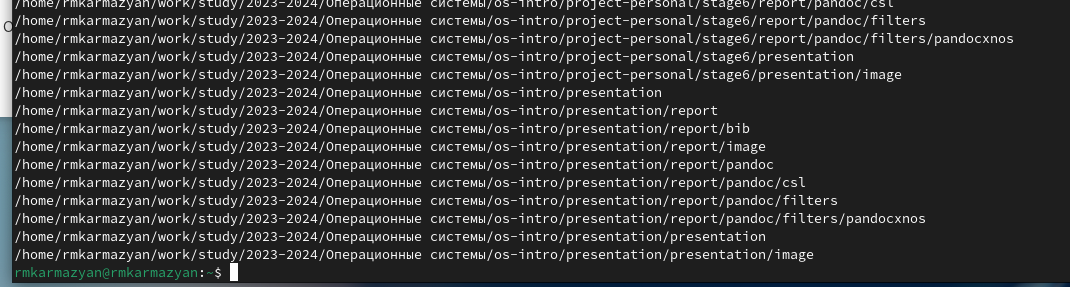 /home/rmkarmazyan/work/study/2023-2024/Операционные системы/os-intro/project-personal/stage6/report/pandoc/csl
/home/rmkarmazyan/work/study/2023-2024/Операционные системы/os-intro/project-personal/stage6/report/pandoc/filters
/home/rmkarmazyan/work/study/2023-2024/Операционные системы/os-intro/project-personal/stage6/report/pandoc/filters/pandocxnos
/home/rmkarmazyan/work/study/2023-2024/Операционные системы/os-intro/project-personal/stage6/presentation
/home/rmkarmazyan/work/study/2023-2024/Операционные системы/os-intro/project-personal/stage6/presentation/image
/home/rmkarmazyan/work/study/2023-2024/Операционные системы/os-intro/presentation
/home/rmkarmazyan/work/study/2023-2024/Операционные системы/os-intro/presentation/report
/home/rmkarmazyan/work/study/2023-2024/Операционные системы/os-intro/presentation/report/bib
/home/rmkarmazyan/work/study/2023-2024/Операционные системы/os-intro/presentation/report/image
/home/rmkarmazyan/work/study/2023-2024/Операционные системы/os-intro/presentation/report/pandoc
/home/rmkarmazyan/work/study/2023-2024/Операционные системы/os-intro/presentation/report/pandoc/csl
/home/rmkarmazyan/work/study/2023-2024/Операционные системы/os-intro/presentation/report/pandoc/filters
/home/rmkarmazyan/work/study/2023-2024/Операционные системы/os-intro/presentation/report/pandoc/filters/pandocxnos
/home/rmkarmazyan/work/study/2023-2024/Операционные системы/os-intro/presentation/presentation
/home/rmkarmazyan/work/study/2023-2024/Операционные системы/os-intro/presentation/presentation/image
rmkarmazyan@rmkarmazyan:~$